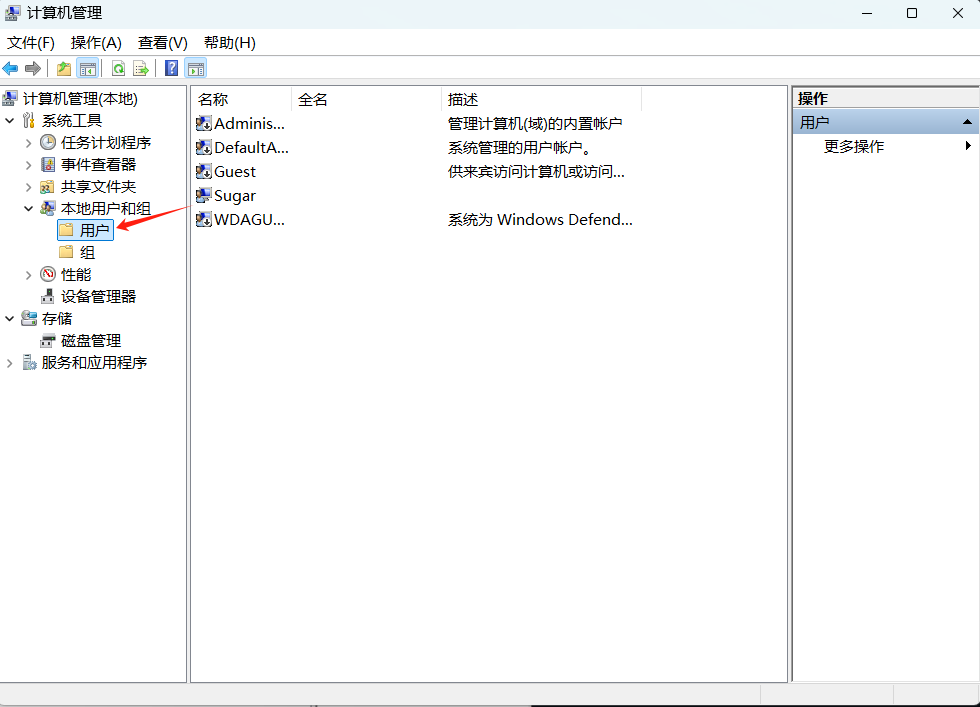 计算机管理
文件(F) 操作(A) 查看(V) 帮助(H)
计算机管理(本地)
系统工具
任务计划程序
事件查看器
共享文件夹
本地用户和组
用户
组
性能
设备管理器
存储
磁盘管理
服务和应用程序
名称 全名 描述
Adminis... 管理计算机(域)的内置帐户
DefaultA... 系统管理的用户帐户。
Guest 供来宾访问计算机或访问...
Sugar
WDAGU... 系统为 Windows Defend...
操作
用户
更多操作